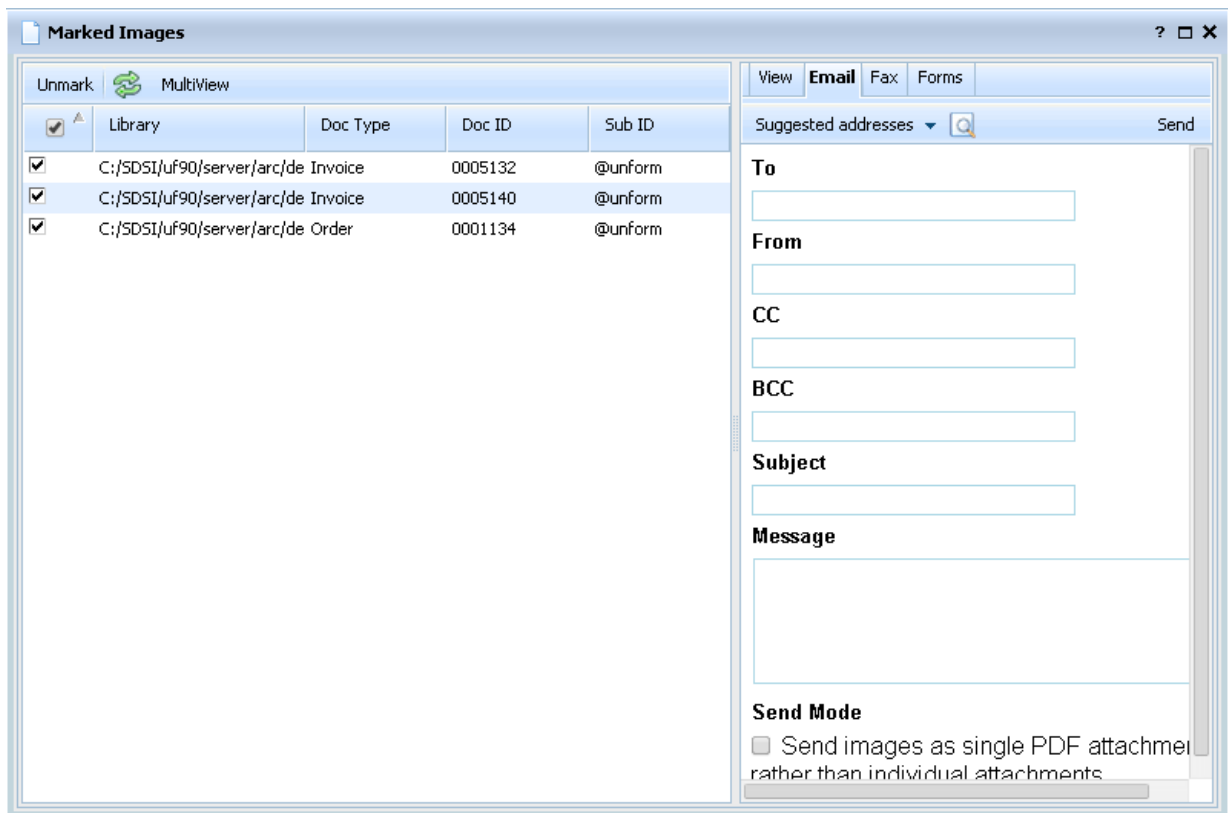 Marked Images
?
Unmark MultiView
Library Doc Type Doc ID Sub ID
C:/SDSI/uf90/server/arc/de Invoice 0005132 @unform
C:/SDSI/uf90/server/arc/de Invoice 0005140 @unform
C:/SDSI/uf90/server/arc/de Order 0001134 @unform
View Email Fax Forms
Suggested addresses Send
To
From
CC
BCC
Subject
Message
Send Mode
Send images as single PDF attachmen
rather than individual attachments